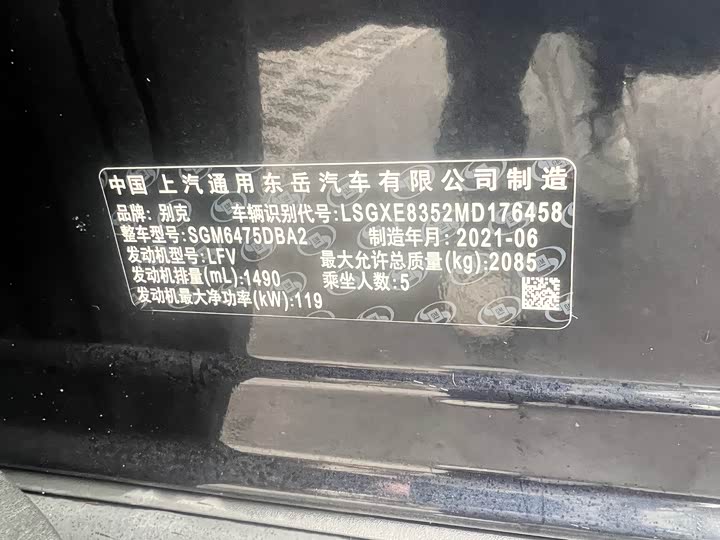 中国 上汽通用东岳汽车有限公司制造
品牌: 别克 车辆识别代号: LSGXE8352MD176458
整车型号: SGM6475DBA2 制造年月: 2021-06
发动机型号: LFV 最大允许总质量(kg): 2085
发动机排量(mL): 1490 乘坐人数: 5
发动机最大净功率(kW): 119